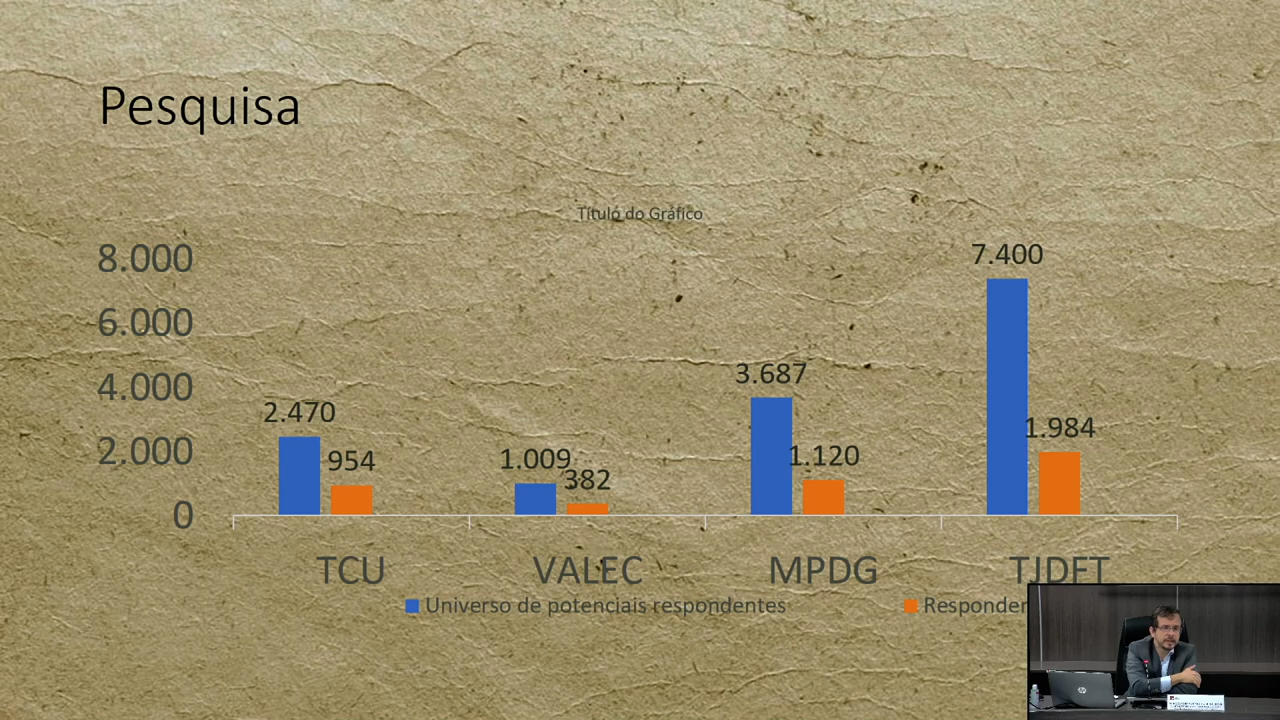 Pesquisa
Título do Gráfico
8.000
6.000
4.000
2.000
0
2.470
954
1.009
382
3.687
1.120
7.400
1.984
TCU VALEC MPDG TJDFT
Universo de potenciais respondentes
hp